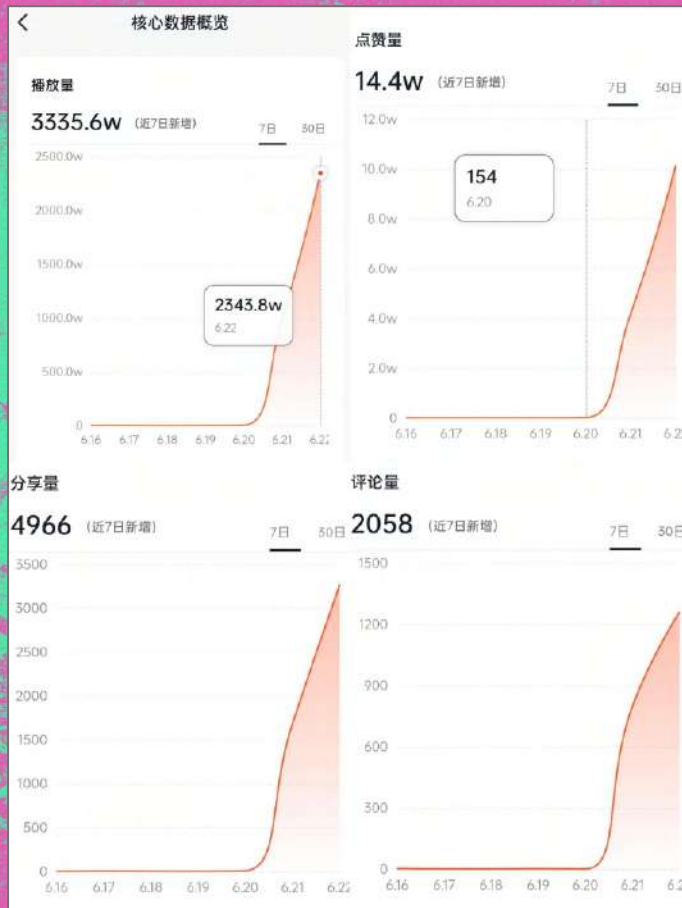 核心数据概览
播放量
3335.6w （近7日新增）
7日 30日
2500.0w
2000.0w
1500.0w
1000.0w
500.0w
0
2343.8w
6.22
6.16 6.17 6.18 6.19 6.20 6.21 6.22
点赞量
14.4w （近7日新增）
7日 30日
12.0w
10.0w
8.0w
6.0w
4.0w
2.0w
0
154
6.20
6.16 6.17 6.18 6.19 6.20 6.21
分享量
4966 （近7日新增）
7日 30日
3500
3000
2500
2000
1500
1000
500
0
6.16 6.17 6.18 6.19 6.20 6.21 6.22
评论量
2058 （近7日新增）
7日 30日
1500
1200
900
600
300
0
6.16 6.17 6.18 6.19 6.20 6.21